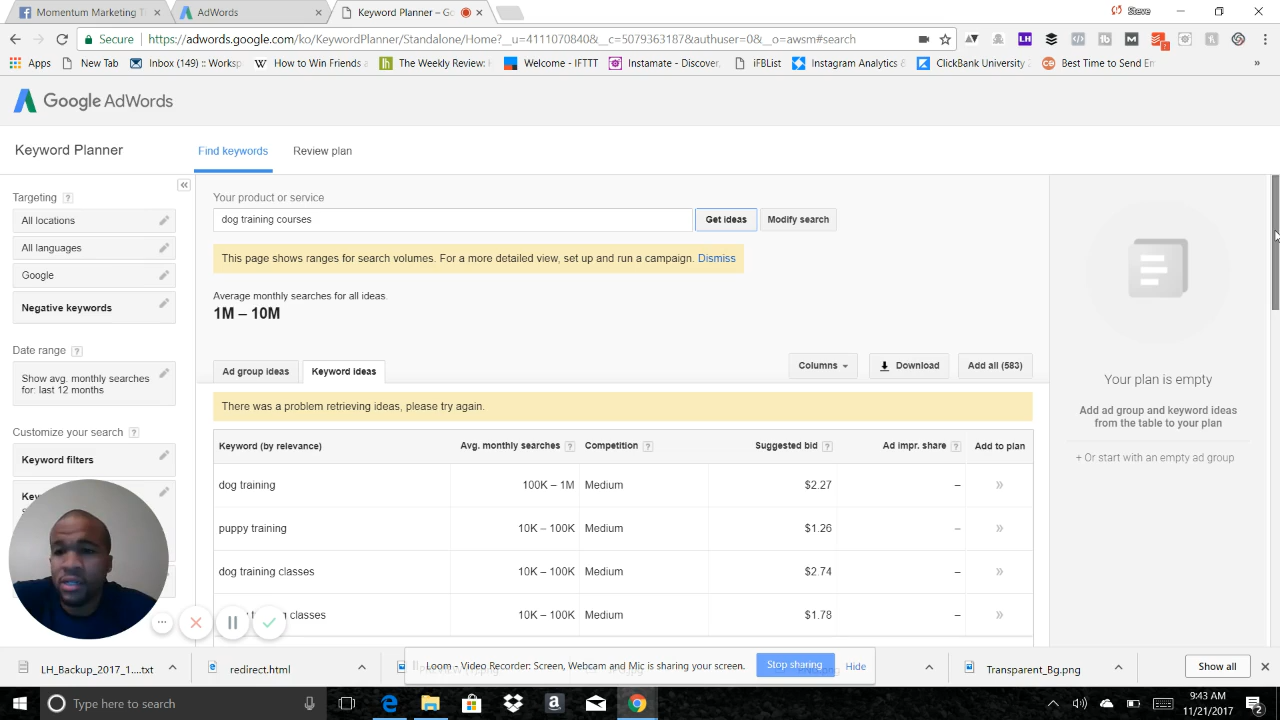 Momentum Marketing T
AdWords
Keyword Planner – Go
Steve
Secure
https://adwords.google.com/ko/KeywordPlanner/Standalone/Home?__u=4111070840&__c=5079363187&authuser=0&__o=awsm#search
Apps
New Tab
Inbox (149) :: Works
How to Win Friends a
The Weekly Review:
Welcome - IFTTT
Instamate - Discover,
iFBList
Instagram Analytics &
ClickBank University
Best Time to Send Em
»
Google AdWords
Keyword Planner
Find keywords
Review plan
Targeting ?
All locations
All languages
Google
Negative keywords
Date range ?
Show avg. monthly searches
for: last 12 months
Customize your search ?
Keyword filters
«
Your product or service
dog training courses
Get ideas
Modify search
This page shows ranges for search volumes. For a more detailed view, set up and run a campaign. Dismiss
Average monthly searches for all ideas.
1M – 10M
Ad group ideas
Keyword ideas
Columns
Download
Add all (583)
There was a problem retrieving ideas, please try again.
Keyword (by relevance) Avg. monthly searches ? Competition ? Suggested bid ? Ad impr. share ? Add to plan
dog training 100K – 1M Medium $2.27 – »
puppy training 10K – 100K Medium $1.26 – »
dog training classes 10K – 100K Medium $2.74 – »
classes 10K – 100K Medium $1.78 – »
Your plan is empty
Add ad group and keyword ideas
from the table to your plan
+ Or start with an empty ad group
Loom - Video Recorder: Screen, Webcam and Mic is sharing your screen.
Stop sharing
Hide
LH_Backup_2017_1....txt
redirect.html
Transparent_Bg.png
Show all
Type here to search
9:43 AM
11/21/2017
2